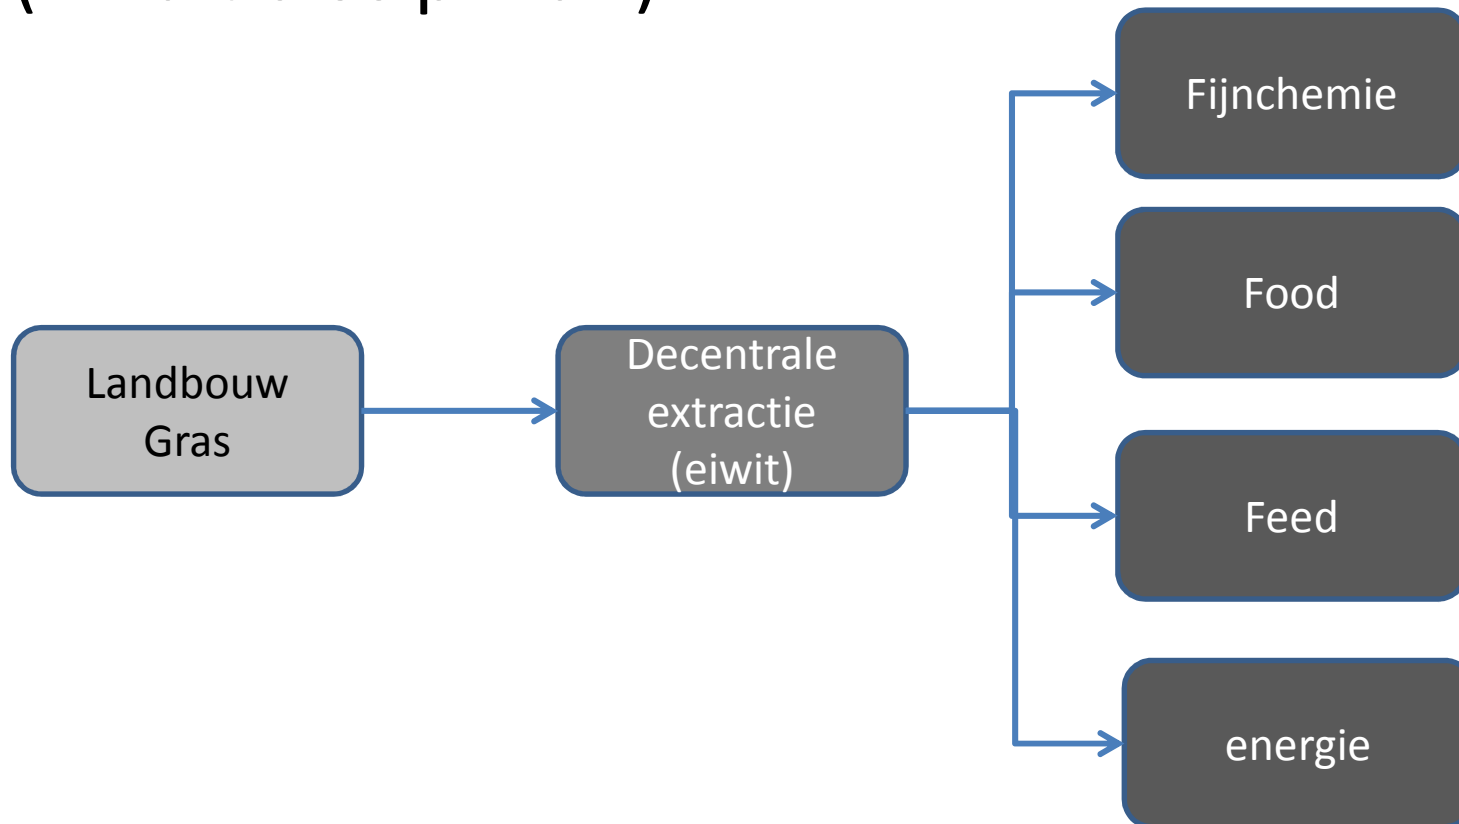 Landbouw
Gras
Decentrale
extractie
(eiwit)
Fijnchemie
Food
Feed
energie